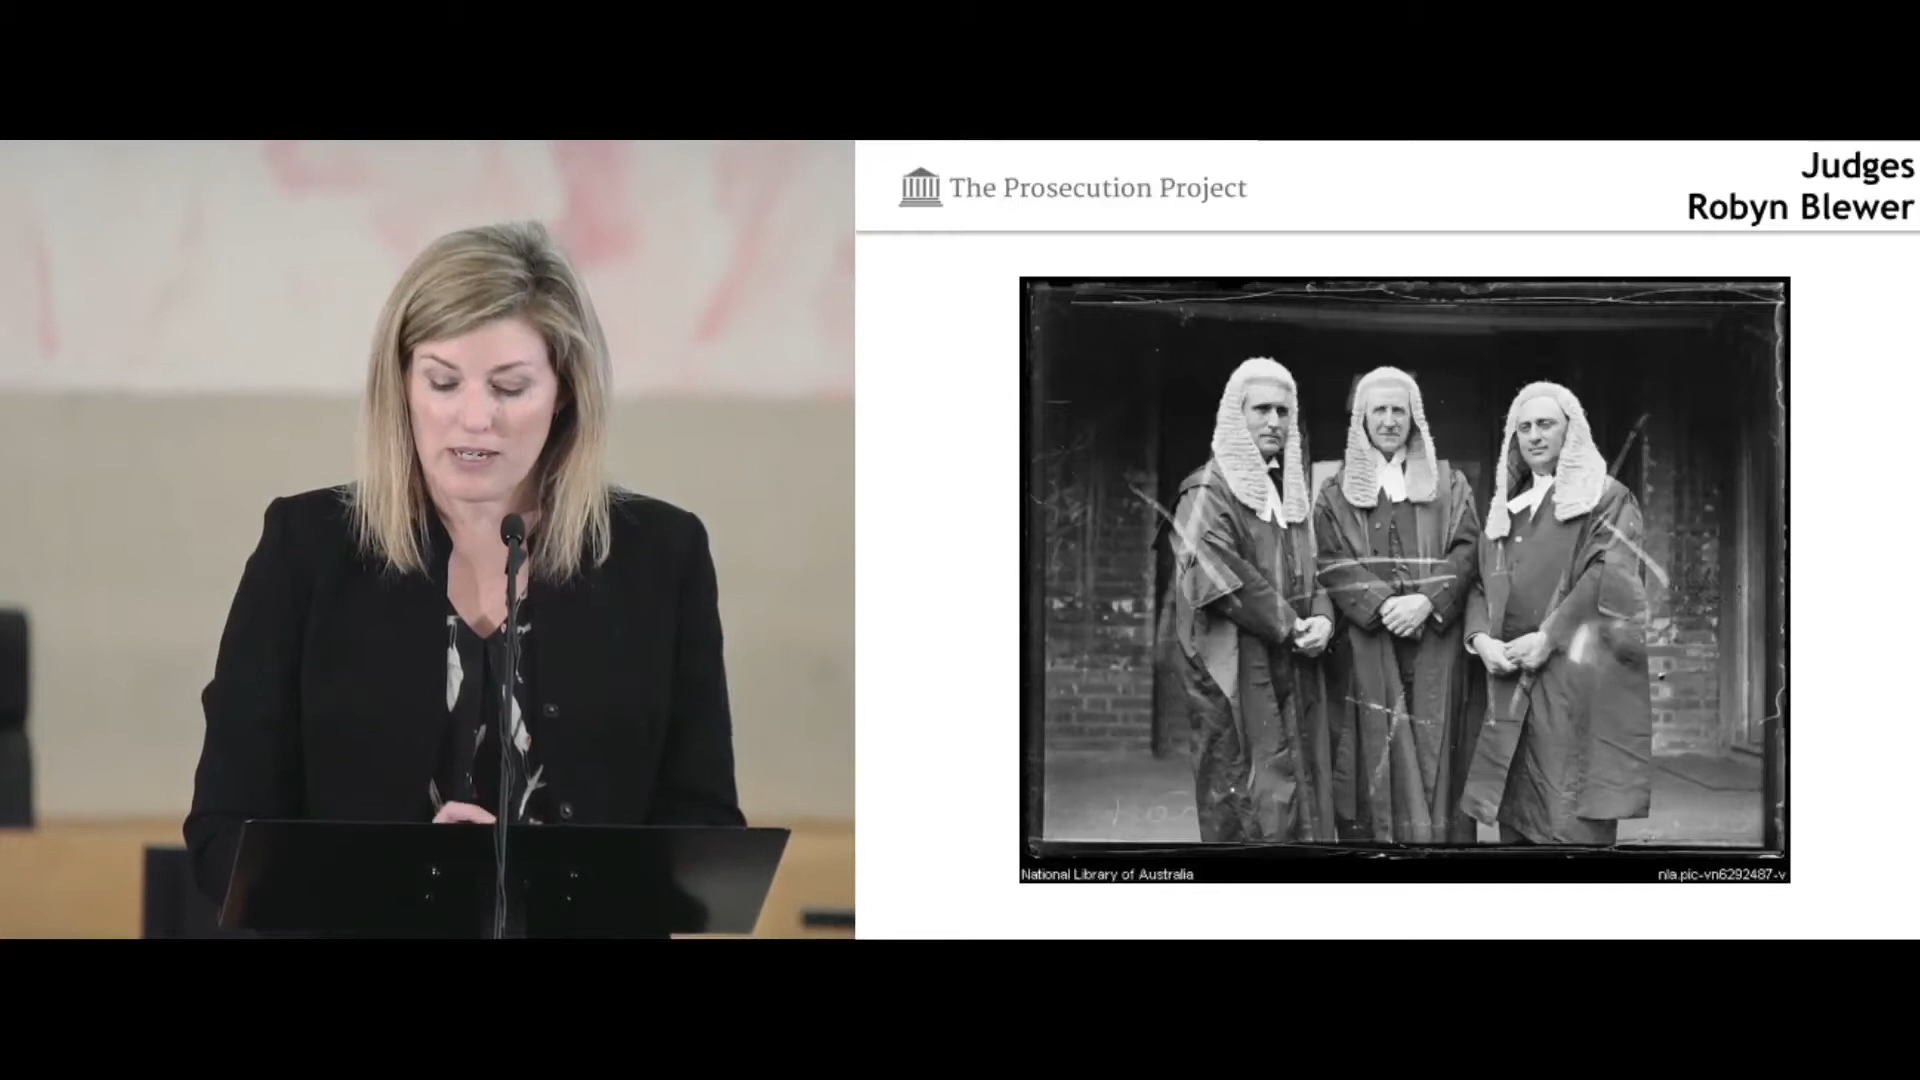 The Prosecution Project
Judges
Robyn Blewer
National Library of Australia
nla.pic-vn6292487-v